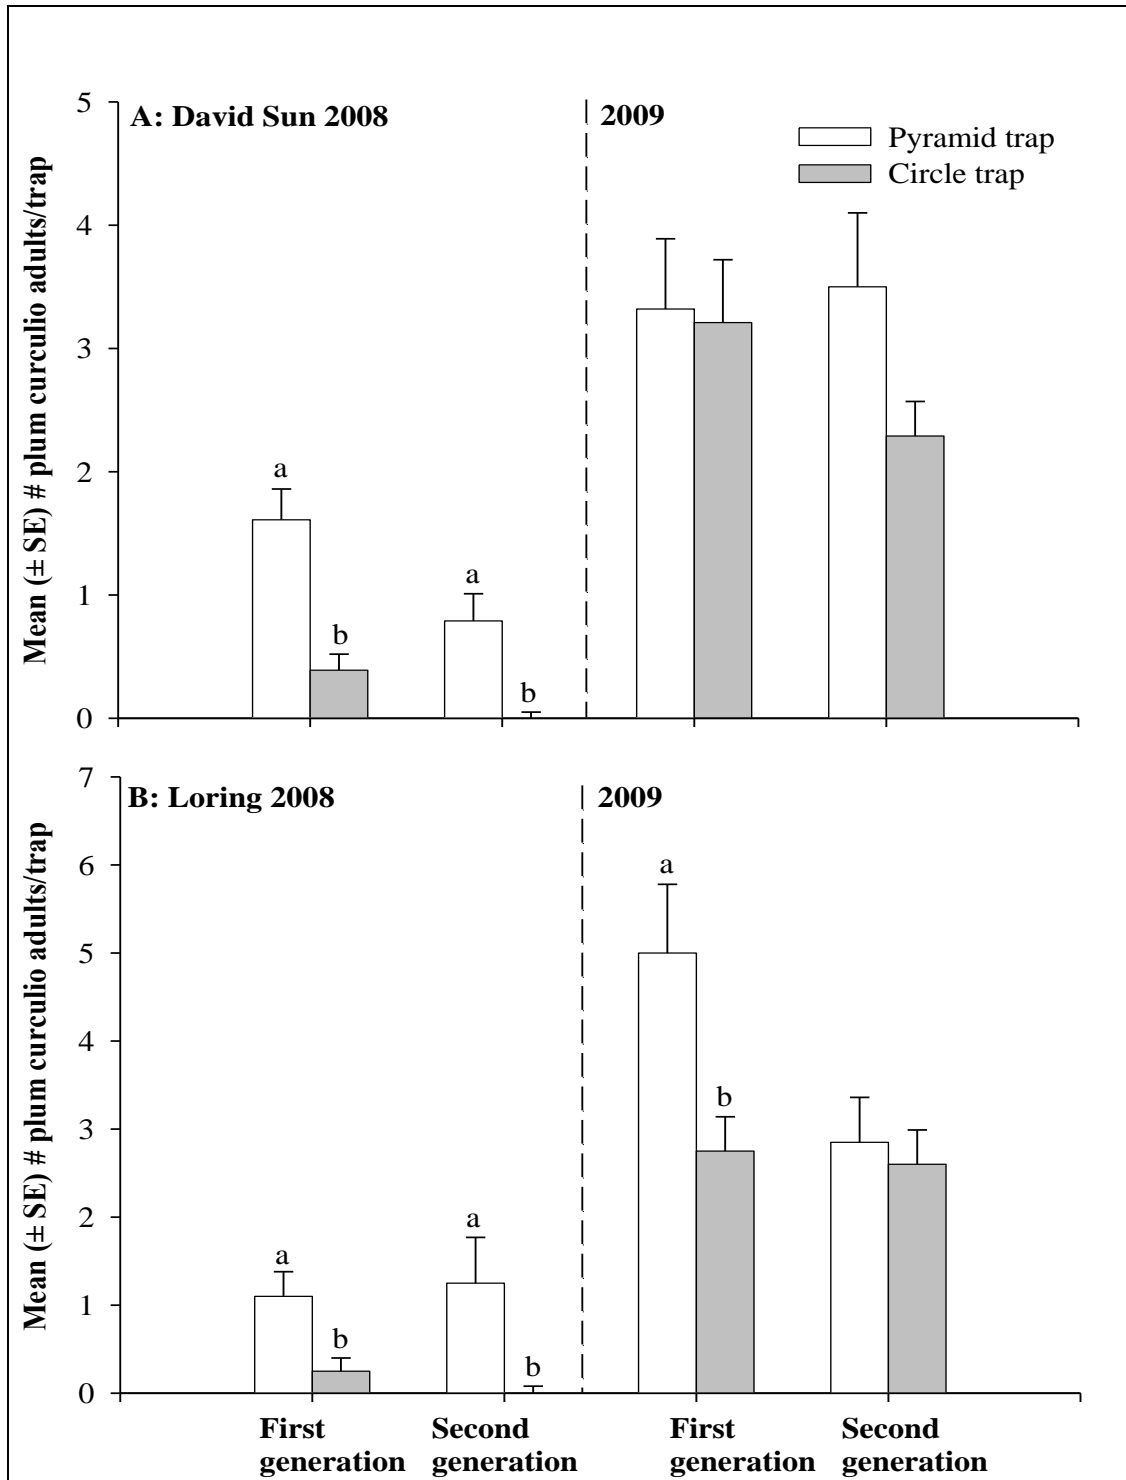 Mean (± SE) # plum curculio adults/trap
A: David Sun 2008
2009
Pyramid trap
Circle trap
5
4
3
2
1
0
a
b
a
b
Mean (± SE) # plum curculio adults/trap
B: Loring 2008
2009
7
6
5
4
3
2
1
0
a
b
a
b
a
b
First
generation
Second
generation
First
generation
Second
generation